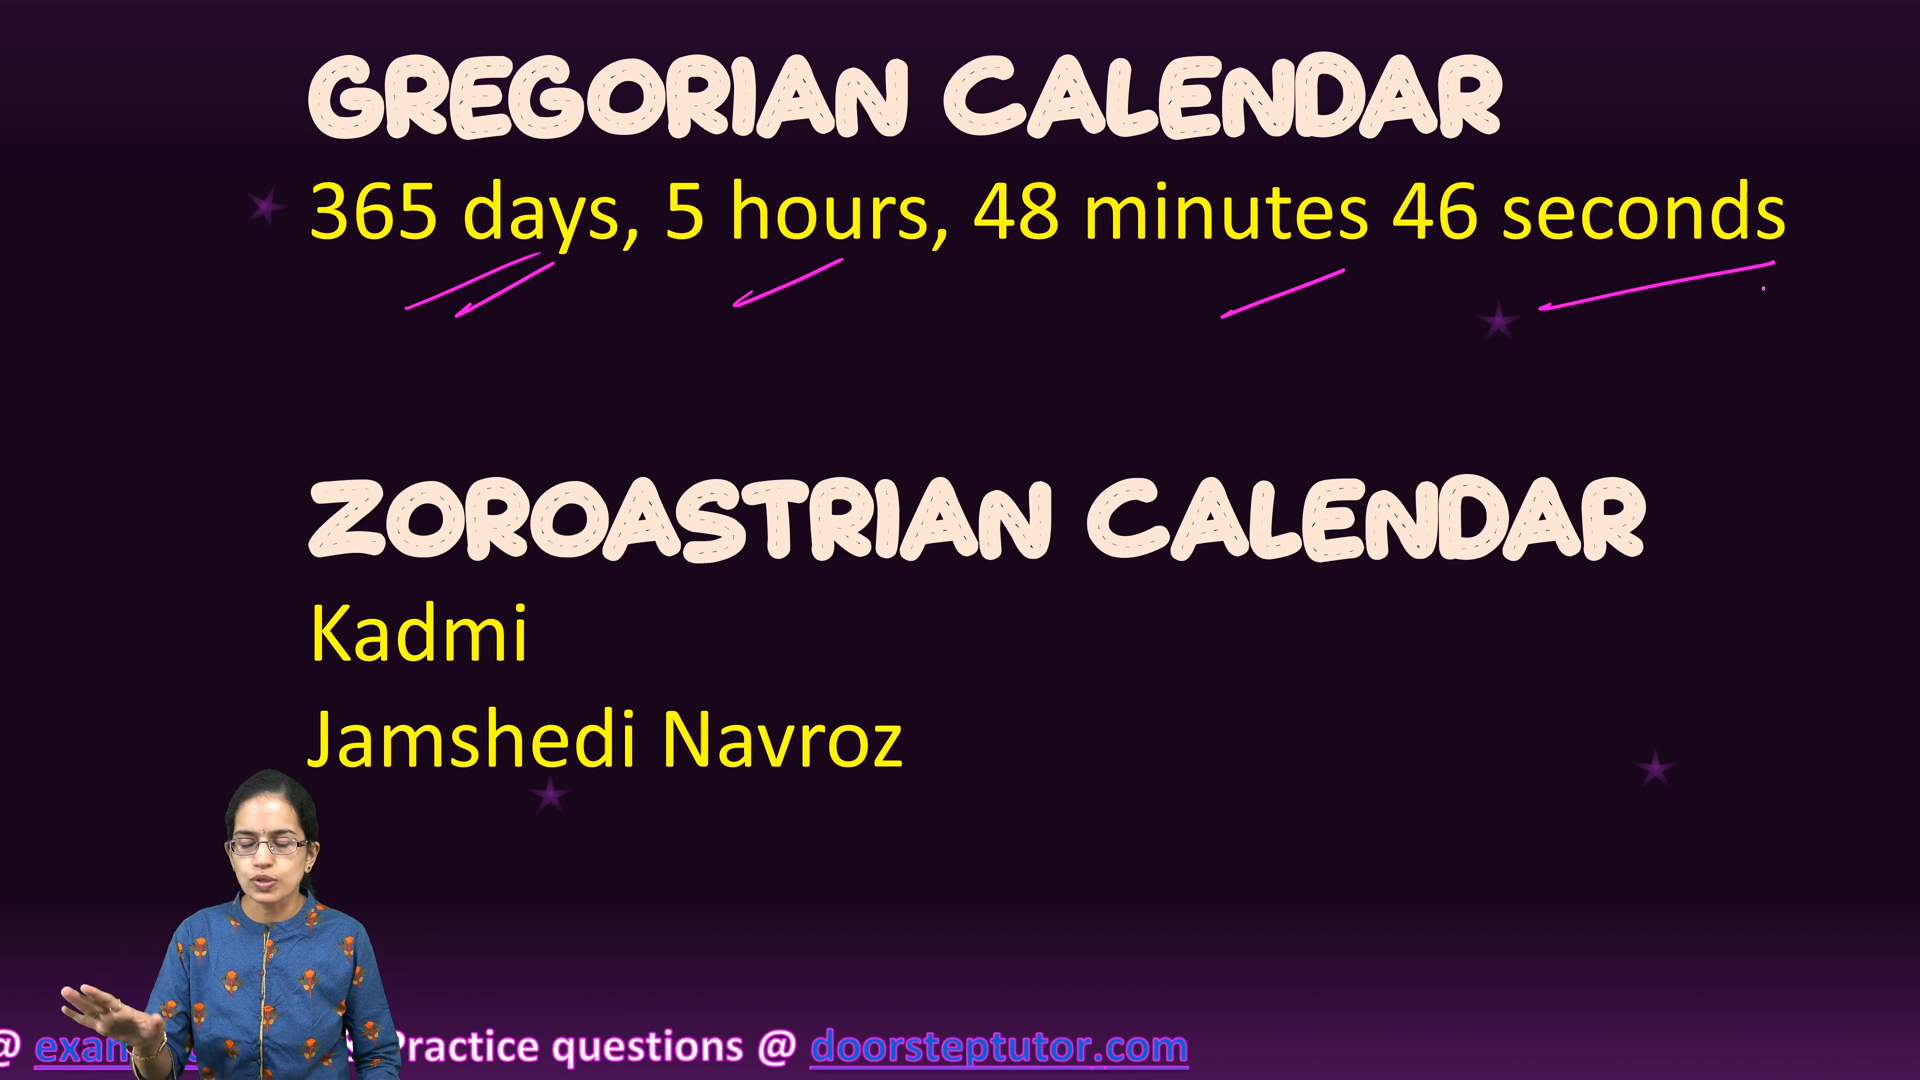 GREGORIAN CALENDAR
365 days, 5 hours, 48 minutes 46 seconds
ZOROASTRIAN CALENDAR
Kadmi
Jamshedi Navroz
@ Practice questions @ doorsteptutor.com